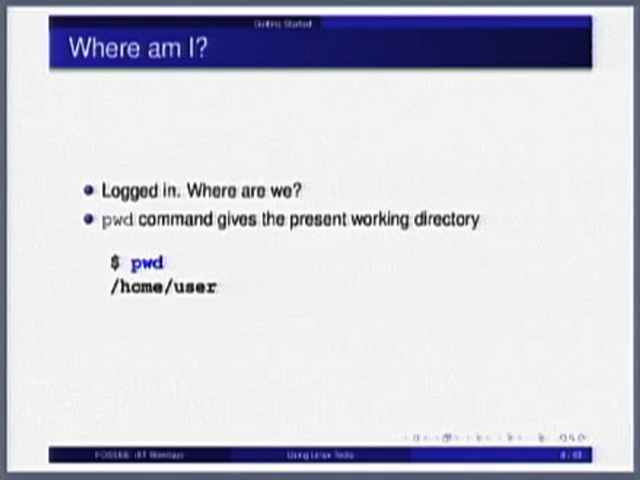 Getting Started
Where am I?
Logged in. Where are we?
pwd command gives the present working directory
$ pwd
/home/user
Using Linux Tools